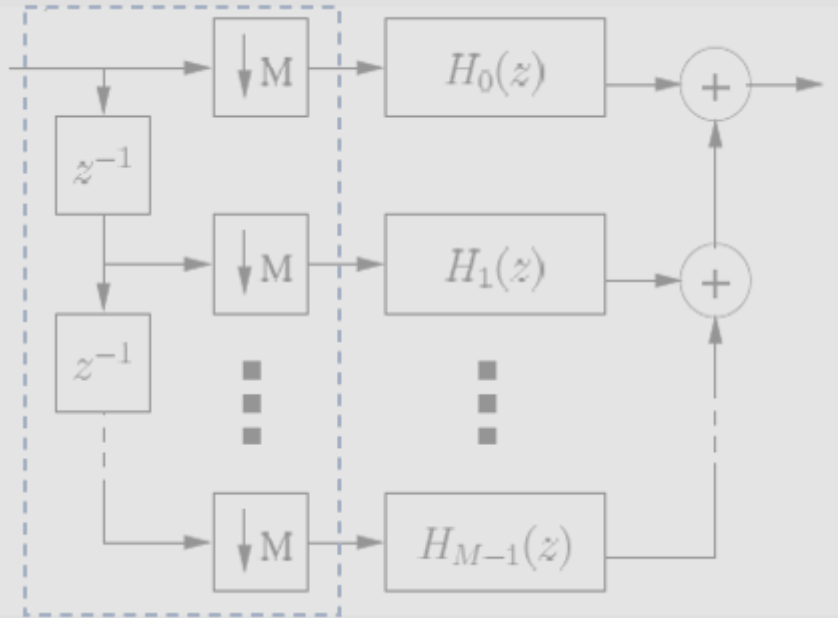 ↓ M
H₀(z)
+
z⁻¹
↓ M
H₁(z)
+
z⁻¹
↓ M
H_{M−1}(z)